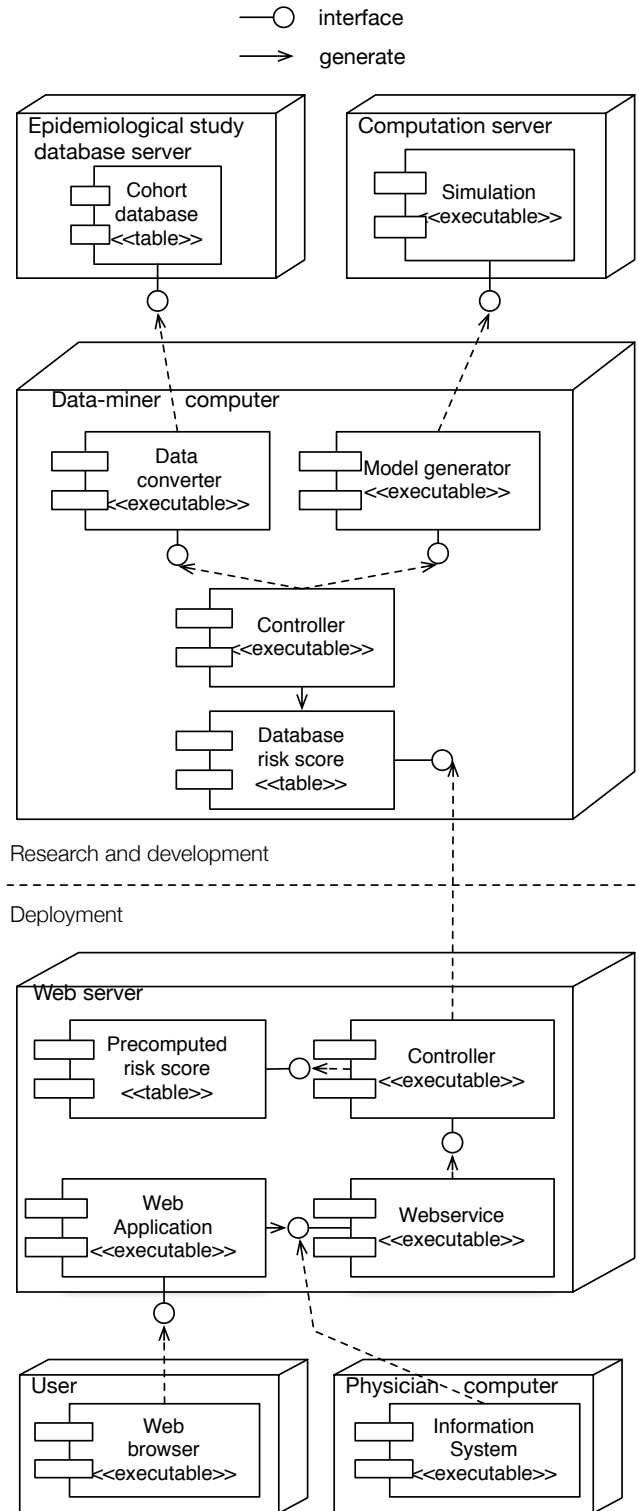 interface
generate
Epidemiological study
database server
Cohort
database
<<table>>
Computation server
Simulation
<<executable>>
Data-miner computer
Data
converter
<<executable>>
Model generator
<<executable>>
Controller
<<executable>>
Database
risk score
<<table>>
Research and development
Deployment
Web server
Precomputed
risk score
<<table>>
Controller
<<executable>>
Web
Application
<<executable>>
Webservice
<<executable>>
User
Web
browser
<<executable>>
Physician computer
Information
System
<<executable>>